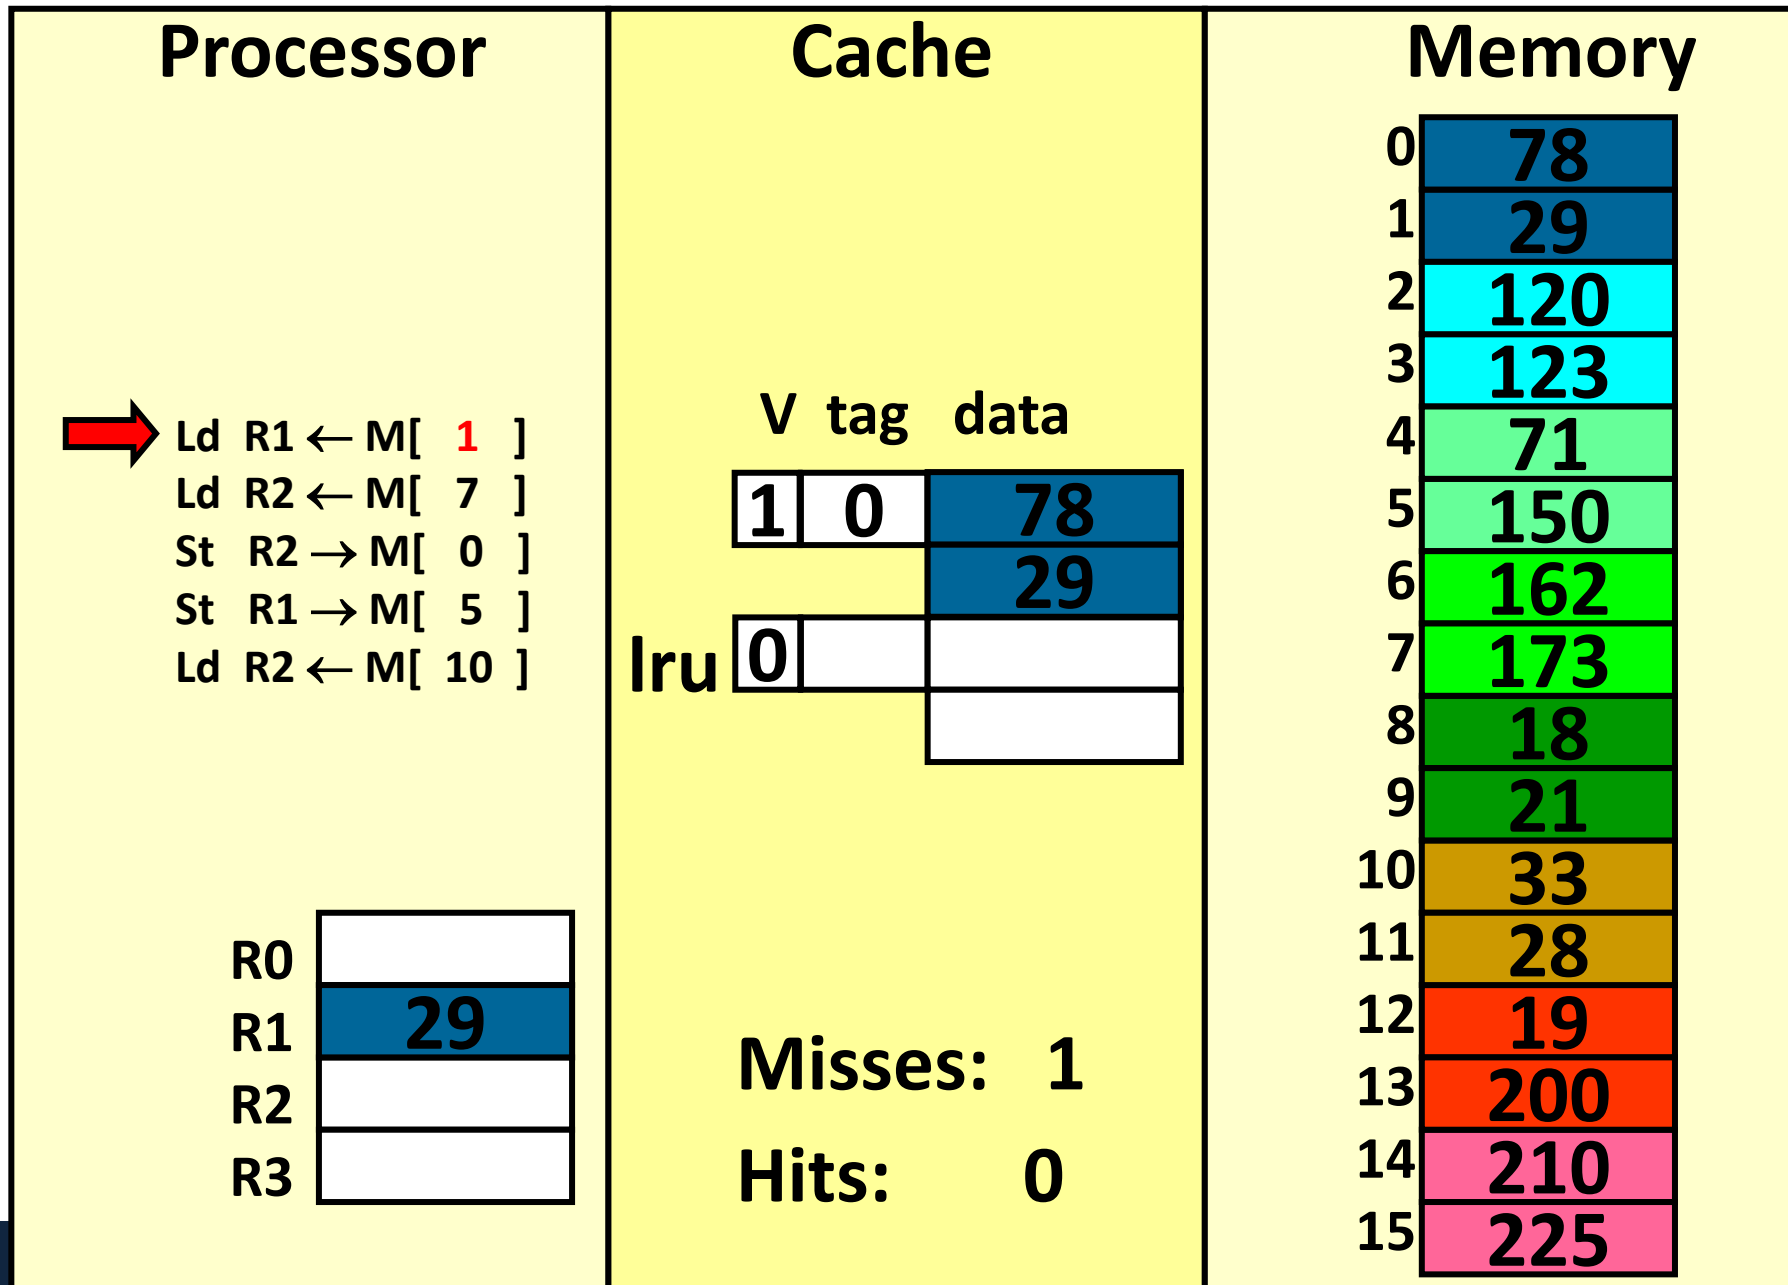 Processor
Ld R1 ← M[ 1 ]
Ld R2 ← M[ 7 ]
St R2 → M[ 0 ]
St R1 → M[ 5 ]
Ld R2 ← M[ 10 ]
R0
R1 29
R2
R3
Cache
V tag data
1 0 78
29
lru 0
Misses: 1
Hits: 0
Memory
0 78
1 29
2 120
3 123
4 71
5 150
6 162
7 173
8 18
9 21
10 33
11 28
12 19
13 200
14 210
15 225